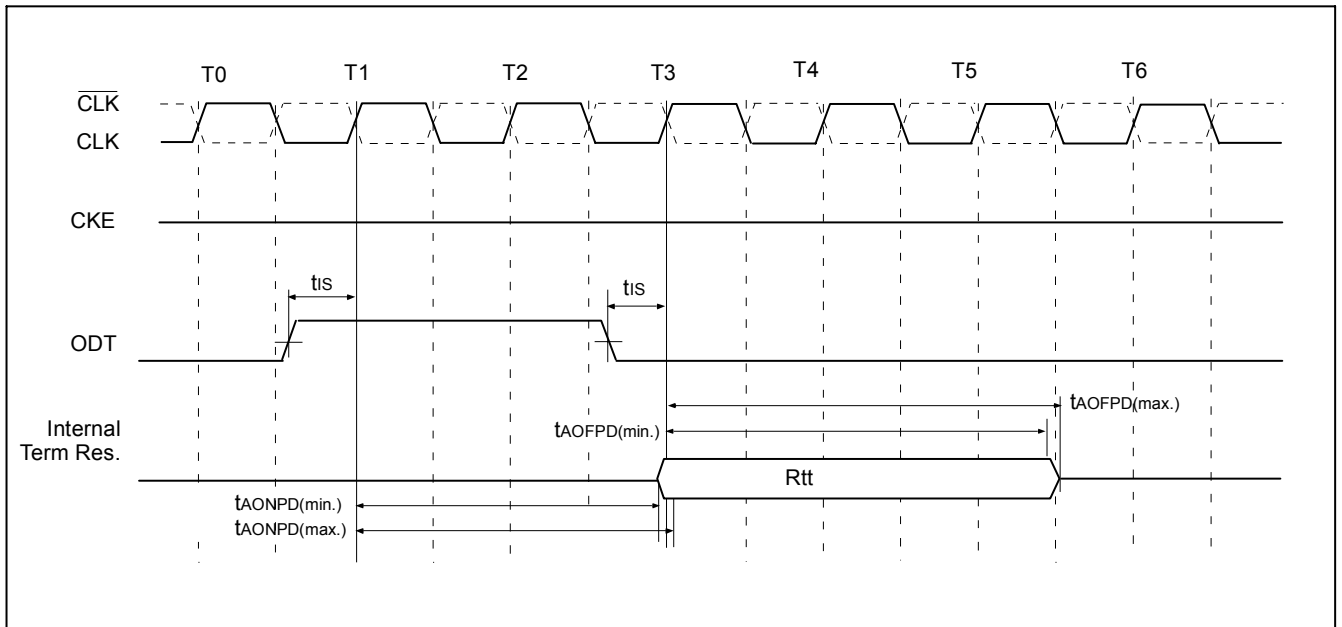 T0 T1 T2 T3 T4 T5 T6
CLK
CLK
CKE
tIS
tIS
ODT
tAOFPD(max.)
tAOFPD(min.)
Internal
Term Res.
Rtt
tAONPD(min.)
tAONPD(max.)